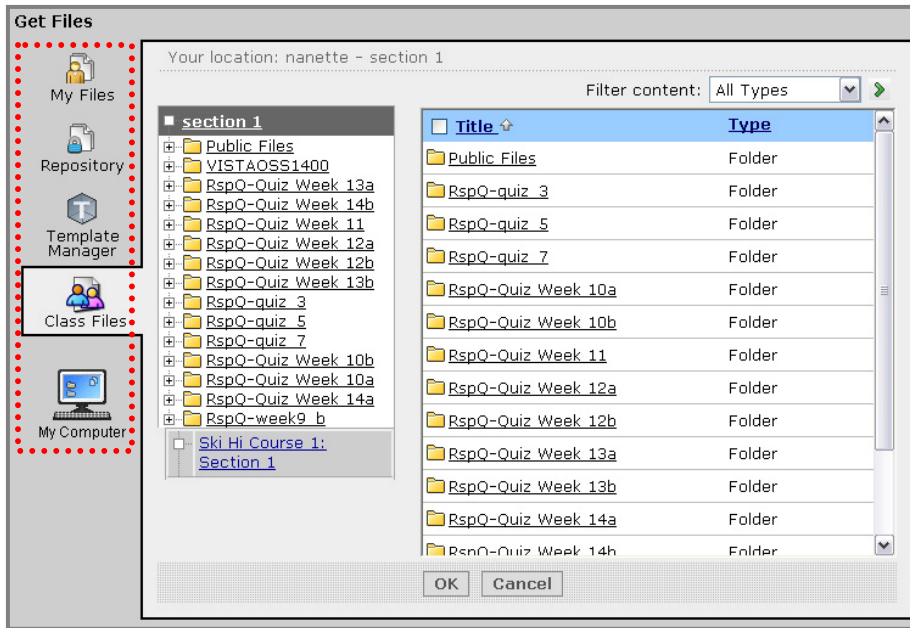 Get Files
My Files
Repository
Template
Manager
Class Files
My Computer
Your location: nanette - section 1
Filter content: All Types
section 1
Public Files
VISTAOSS1400
RspQ-Quiz Week 13a
RspQ-Quiz Week 14b
RspQ-Quiz Week 11
RspQ-Quiz Week 12a
RspQ-Quiz Week 12b
RspQ-Quiz Week 13b
RspQ-quiz 3
RspQ-quiz 5
RspQ-quiz 7
RspQ-Quiz Week 10b
RspQ-Quiz Week 10a
RspQ-Quiz Week 14a
RspQ-week9 b
Ski Hi Course 1:
Section 1
Title Type
Public Files Folder
RspQ-quiz 3 Folder
RspQ-quiz 5 Folder
RspQ-quiz 7 Folder
RspQ-Quiz Week 10a Folder
RspQ-Quiz Week 10b Folder
RspQ-Quiz Week 11 Folder
RspQ-Quiz Week 12a Folder
RspQ-Quiz Week 12b Folder
RspQ-Quiz Week 13a Folder
RspQ-Quiz Week 13b Folder
RspQ-Quiz Week 14a Folder
RspQ-Quiz Week 14b Folder
OK Cancel